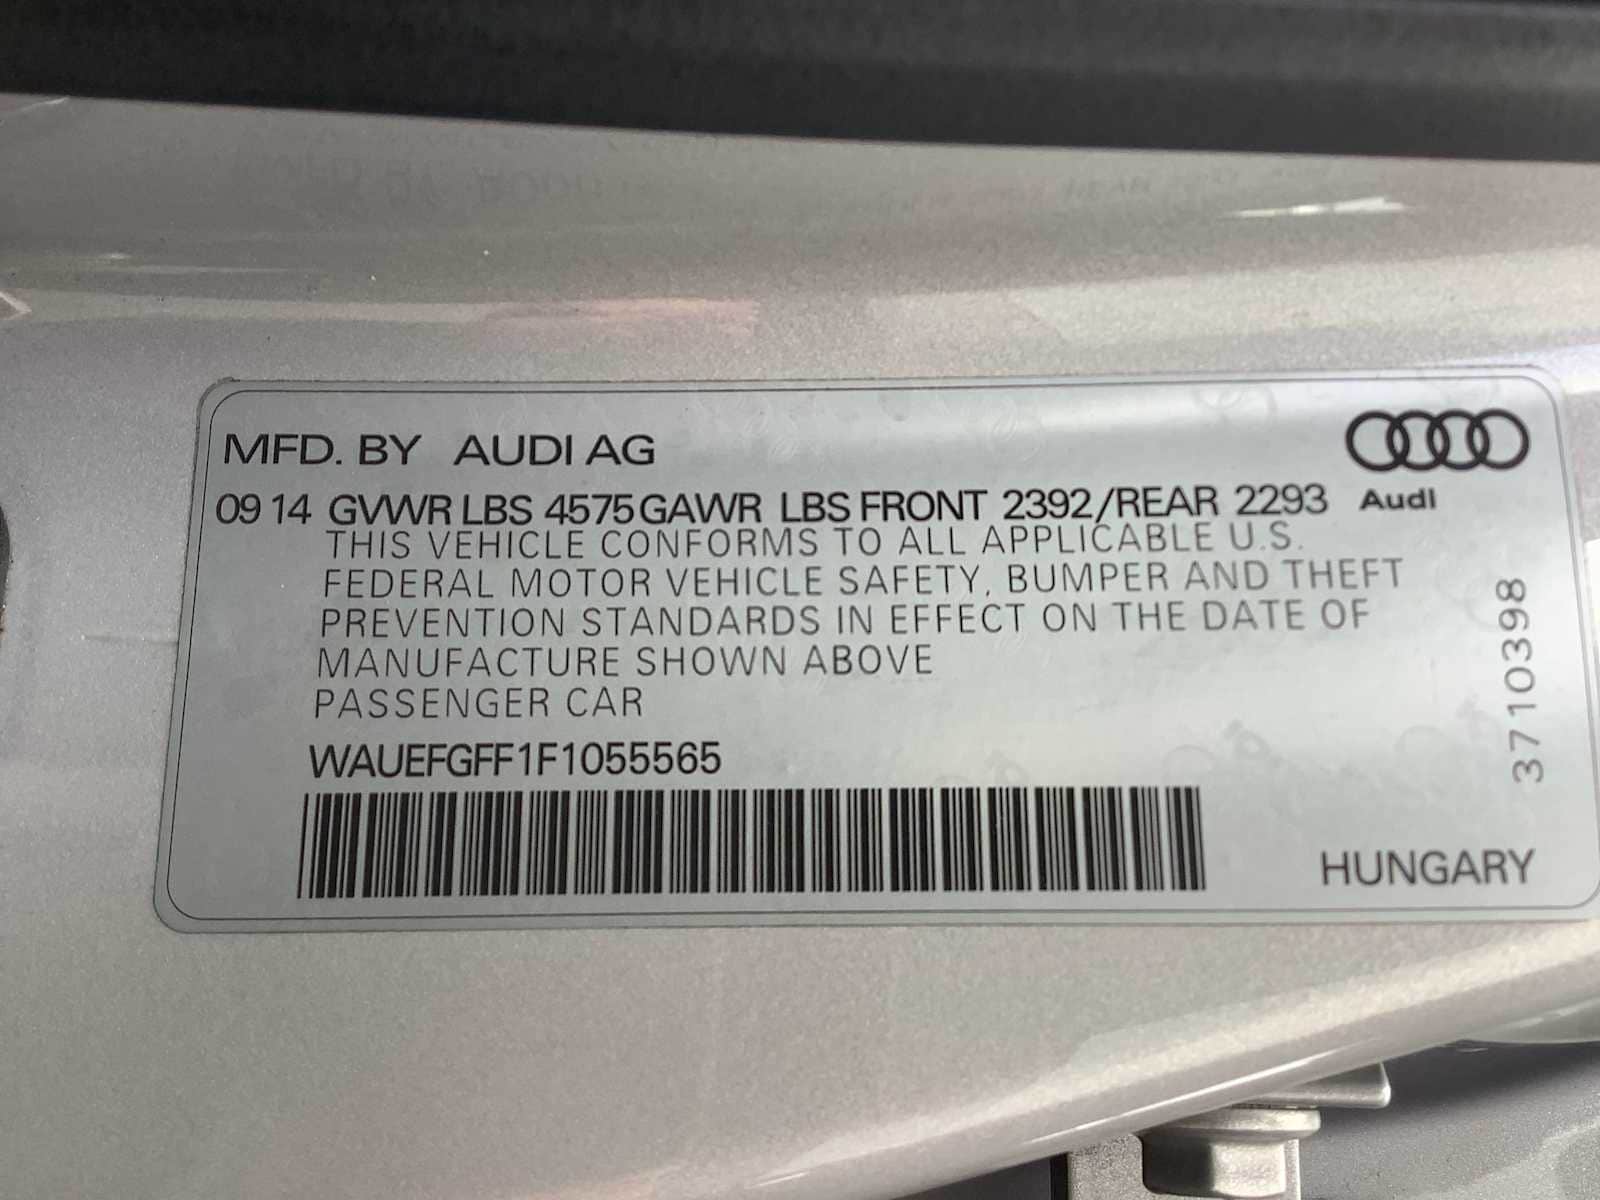 MFD. BY AUDI AG
09 14 GVWR LBS 4575 GAWR LBS FRONT 2392/REAR 2293 Audi
THIS VEHICLE CONFORMS TO ALL APPLICABLE U.S.
FEDERAL MOTOR VEHICLE SAFETY, BUMPER AND THEFT
PREVENTION STANDARDS IN EFFECT ON THE DATE OF
MANUFACTURE SHOWN ABOVE
PASSENGER CAR
WAUEFGFF1F1055565
HUNGARY
3710398